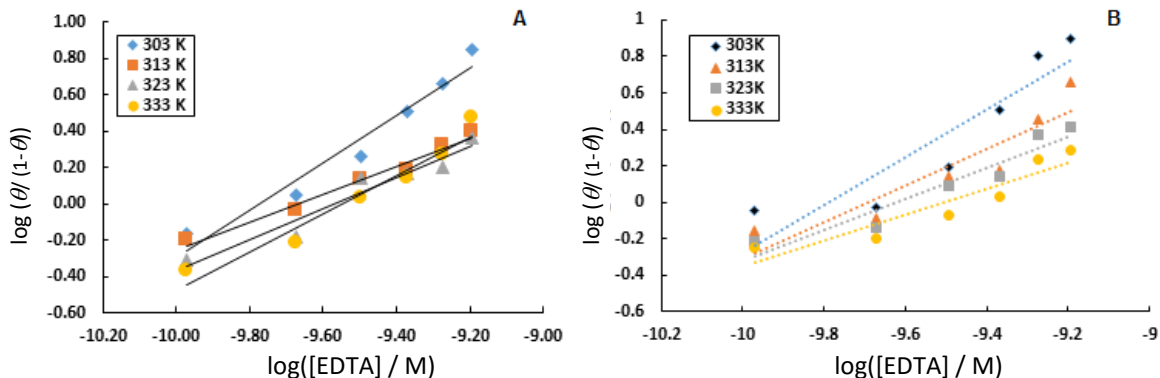 A
1.00
0.80
0.60
0.40
0.20
0.00
-0.20
-0.40
-0.60
-10.20
-10.00
-9.80
-9.60
-9.40
-9.20
-9.00
303 K
313 K
323 K
333 K
log (θ/ (1-θ))
log([EDTA] / M)
B
1
0.8
0.6
0.4
0.2
0
-0.2
-0.4
-0.6
-10.2
-10
-9.8
-9.6
-9.4
-9.2
-9
303K
313K
323K
333K
log (θ/ (1-θ))
log([EDTA] / M)